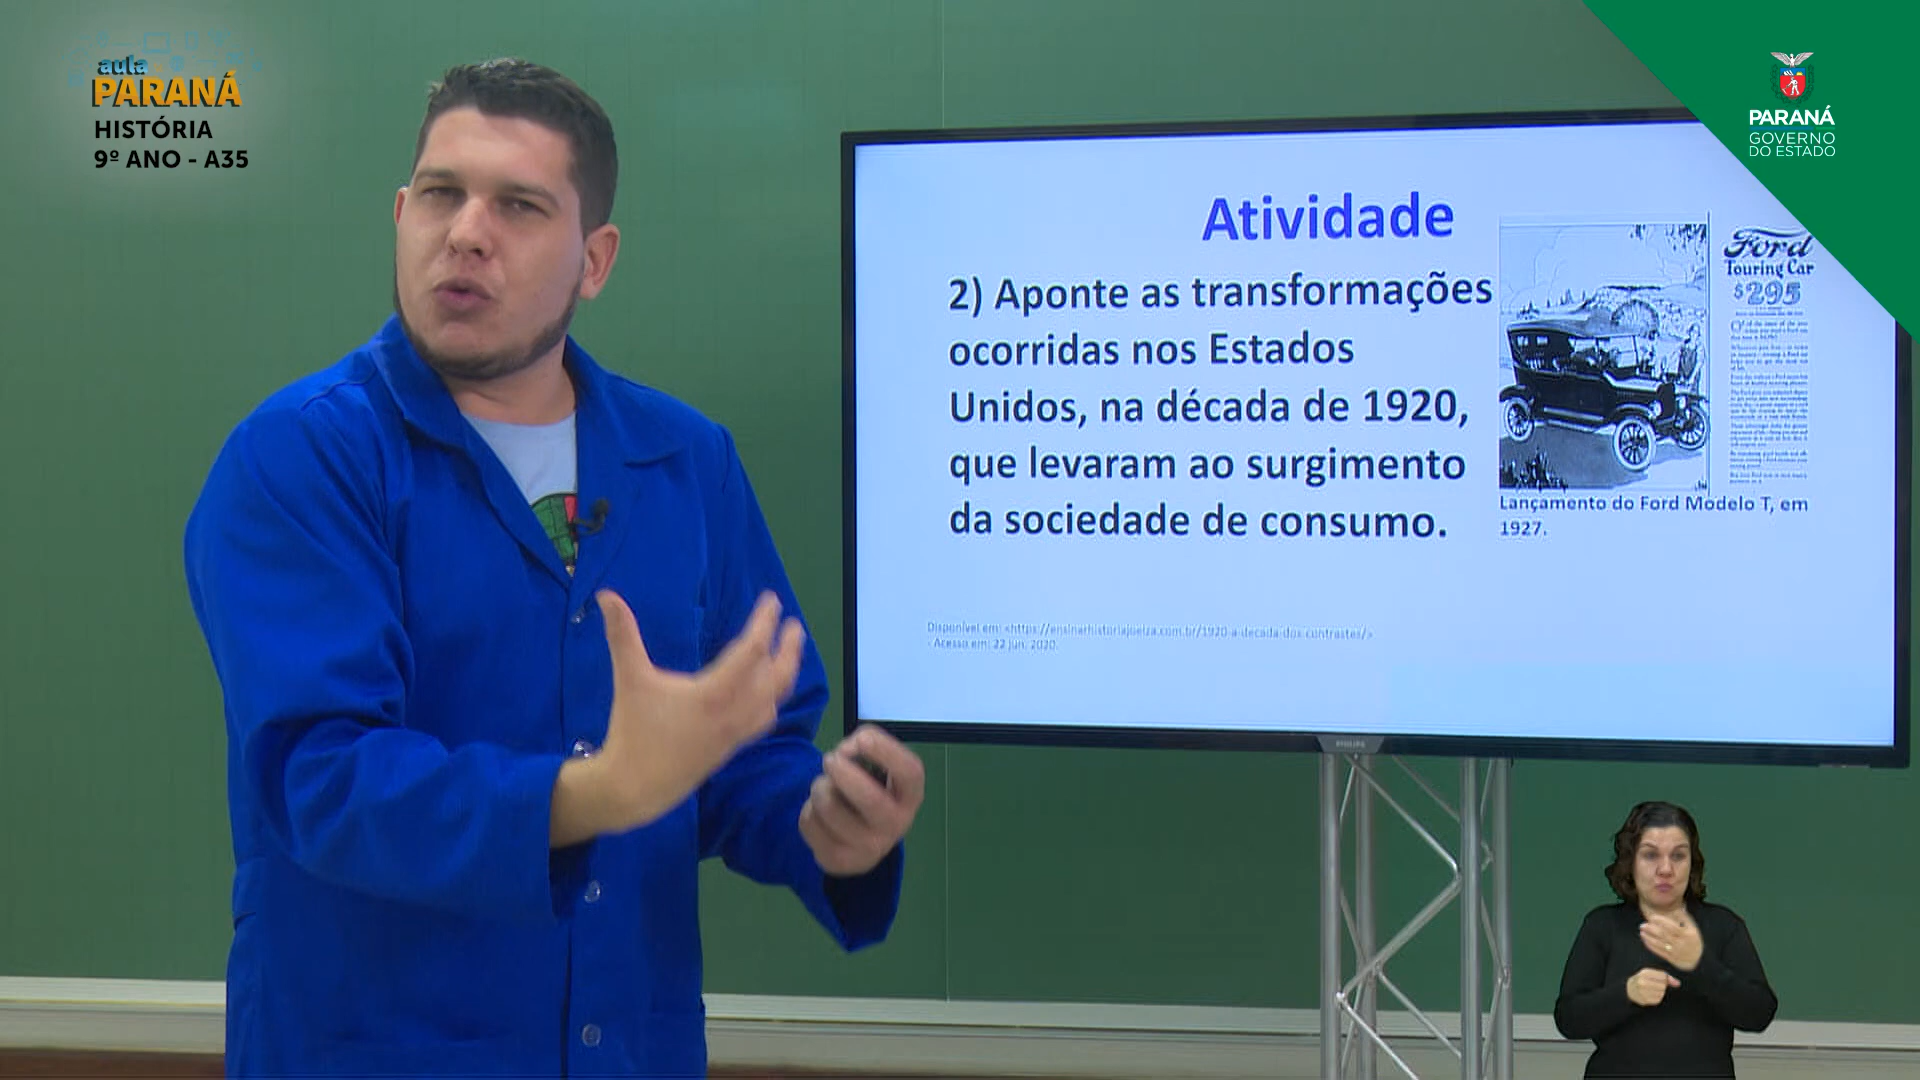 aula
PARANÁ
HISTÓRIA
9º ANO - A35
PARANÁ
GOVERNO
DO ESTADO
Atividade
2) Aponte as transformações
ocorridas nos Estados
Unidos, na década de 1920,
que levaram ao surgimento
da sociedade de consumo.
Ford
Touring Car
$295
Lançamento do Ford Modelo T, em
1927.
Disponível em: <https://ensinarhistoriajoelza.com.br/1920-a-decada-dos-contrastes/>
- Acesso em: 22 jun. 2020.
PHILIPS